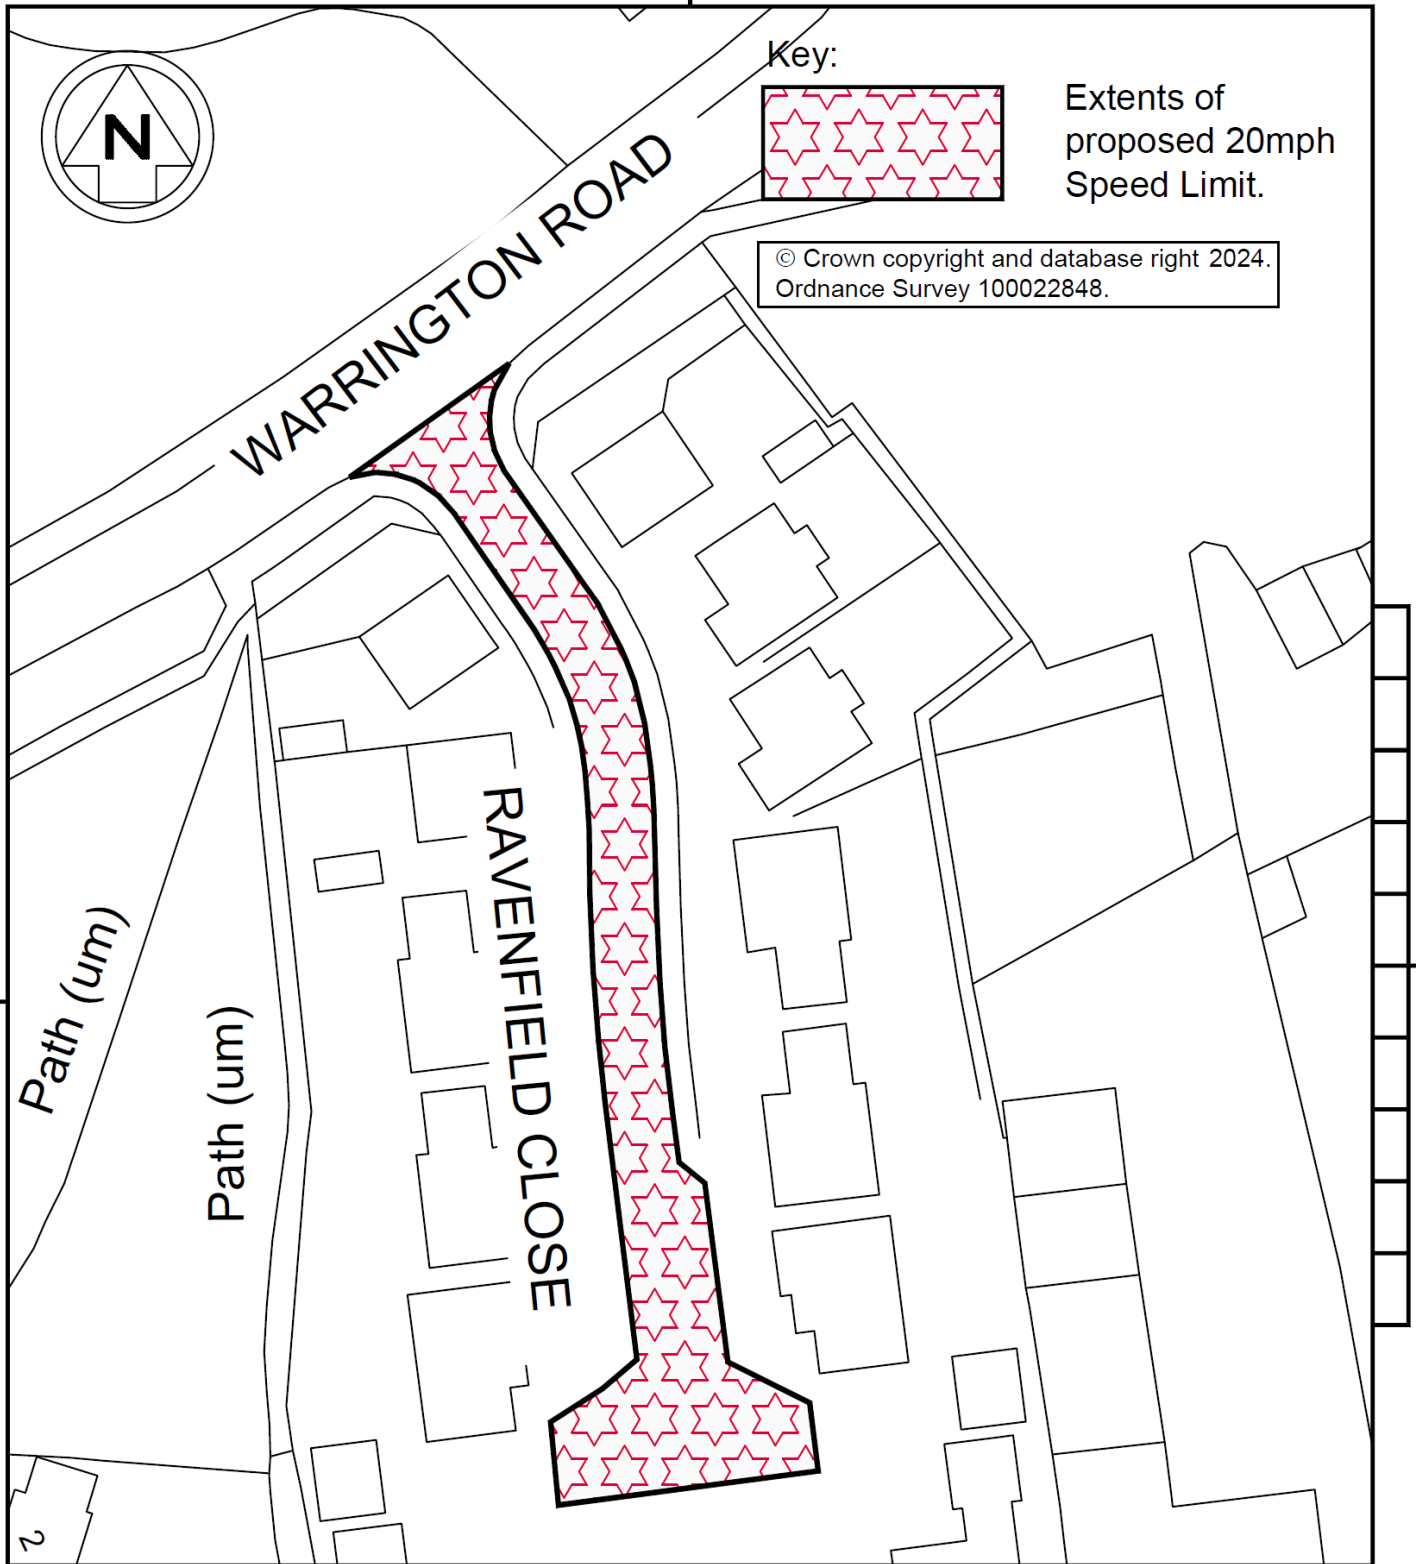 N
Key:
Extents of
proposed 20mph
Speed Limit.
© Crown copyright and database right 2024.
Ordnance Survey 100022848.
WARRINGTON ROAD
RAVENFIELD CLOSE
Path (um)
Path (um)
2